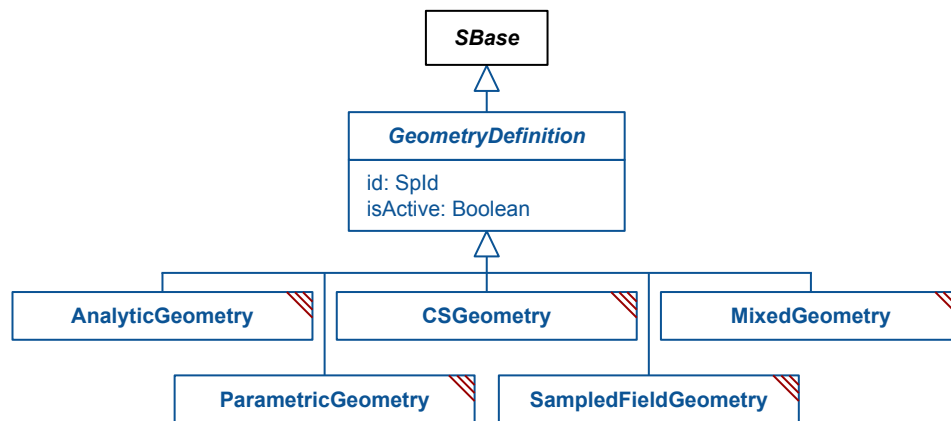 SBase
GeometryDefinition
id: SpId
isActive: Boolean
AnalyticGeometry
CSGeometry
MixedGeometry
ParametricGeometry
SampledFieldGeometry